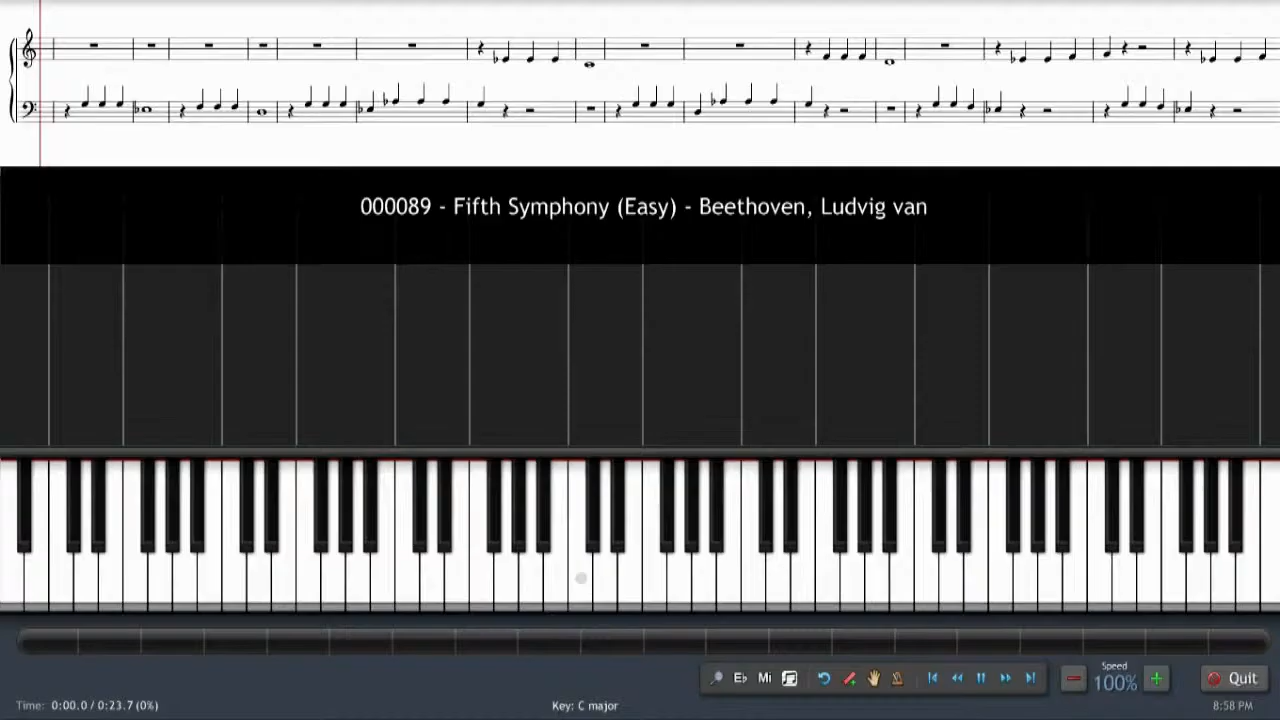 000089 - Fifth Symphony (Easy) - Beethoven, Ludvig van
E♭
Mi
Speed
100%
Quit
Time: 0:00.0 / 0:23.7 (0%)
Key: C major
8:58 PM